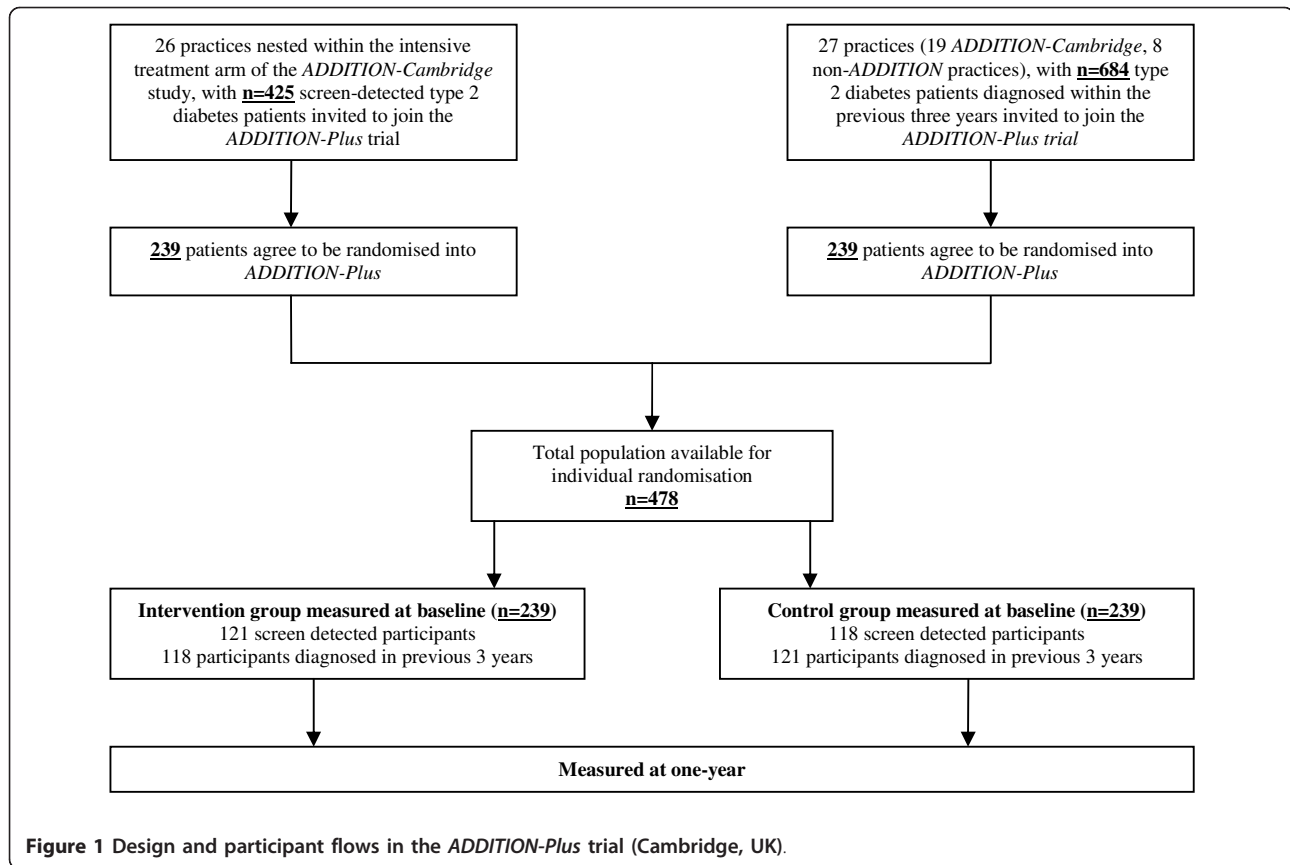 26 practices nested within the intensive
treatment arm of the ADDITION-Cambridge
study, with n=425 screen-detected type 2
diabetes patients invited to join the
ADDITION-Plus trial
27 practices (19 ADDITION-Cambridge, 8
non-ADDITION practices), with n=684 type
2 diabetes patients diagnosed within the
previous three years invited to join the
ADDITION-Plus trial
239 patients agree to be randomised into
ADDITION-Plus
239 patients agree to be randomised into
ADDITION-Plus
Total population available for
individual randomisation
n=478
Intervention group measured at baseline (n=239)
121 screen detected participants
118 participants diagnosed in previous 3 years
Control group measured at baseline (n=239)
118 screen detected participants
121 participants diagnosed in previous 3 years
Measured at one-year
Figure 1 Design and participant flows in the ADDITION-Plus trial (Cambridge, UK).